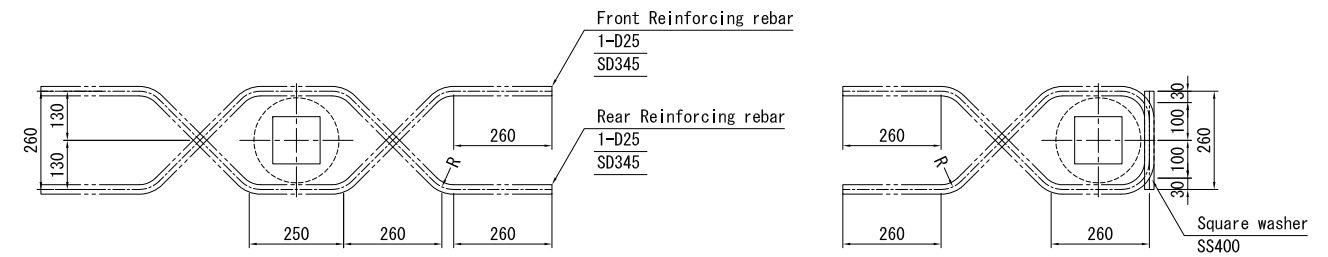 Front Reinforcing rebar
1-D25
SD345
Rear Reinforcing rebar
1-D25
SD345
260
130
130
260
R
250
260
260
260
R
260
260
30
100
100
30
260
Square washer
SS400